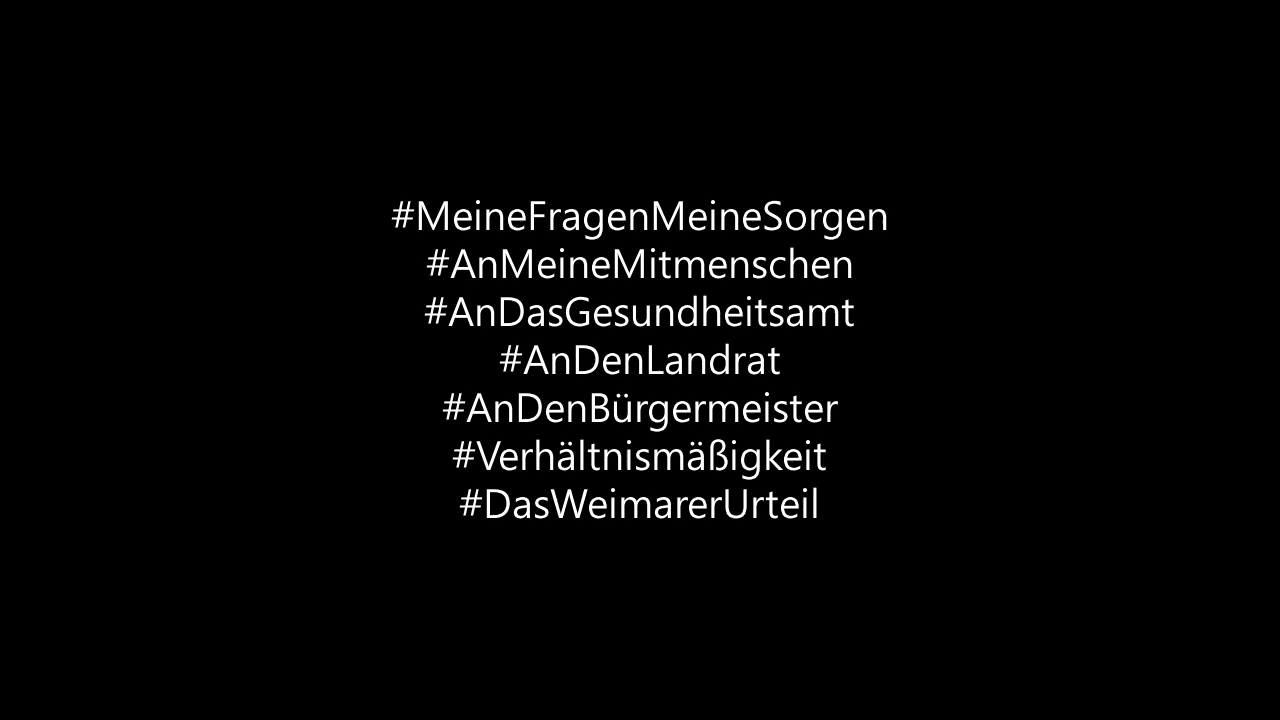 #MeineFragenMeineSorgen
#AnMeineMitmenschen
#AnDasGesundheitsamt
#AnDenLandrat
#AnDenBürgermeister
#Verhältnismäßigkeit
#DasWeimarerUrteil